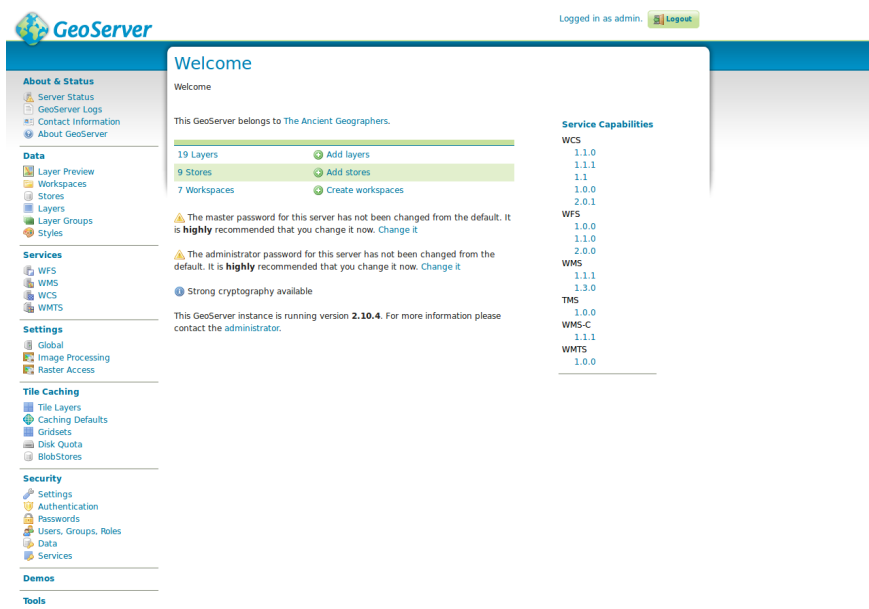 GeoServer
Logged in as admin.
Logout
About & Status
Server Status
GeoServer Logs
Contact Information
About GeoServer
Data
Layer Preview
Workspaces
Stores
Layers
Layer Groups
Styles
Services
WFS
WMS
WCS
WMTS
Settings
Global
Image Processing
Raster Access
Tile Caching
Tile Layers
Caching Defaults
Gridsets
Disk Quota
BlobStores
Security
Settings
Authentication
Passwords
Users, Groups, Roles
Data
Services
Demos
Tools
Welcome
Welcome
This GeoServer belongs to The Ancient Geographers.
19 Layers Add layers
9 Stores Add stores
7 Workspaces Create workspaces
The master password for this server has not been changed from the default. It
is highly recommended that you change it now. Change it
The administrator password for this server has not been changed from the
default. It is highly recommended that you change it now. Change it
Strong cryptography available
This GeoServer instance is running version 2.10.4. For more information please
contact the administrator.
Service Capabilities
WCS
1.1.0
1.1.1
1.1
1.0.0
2.0.1
WFS
1.0.0
1.1.0
2.0.0
WMS
1.1.1
1.3.0
TMS
1.0.0
WMS-C
1.1.1
WMTS
1.0.0